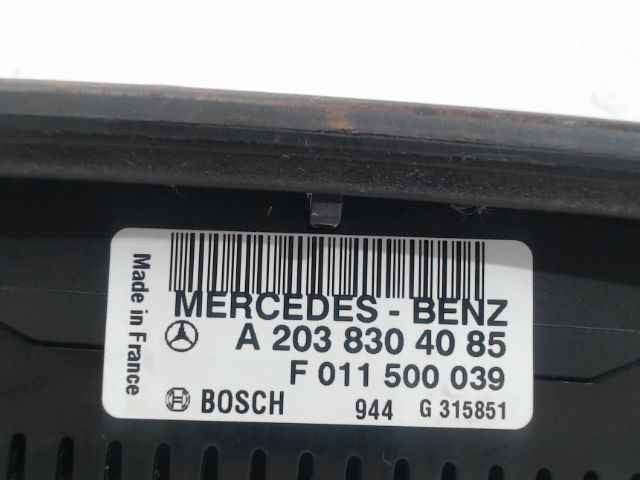 Made in France
MERCEDES - BENZ
A 203 830 40 85
F 011 500 039
BOSCH 944 G 315851